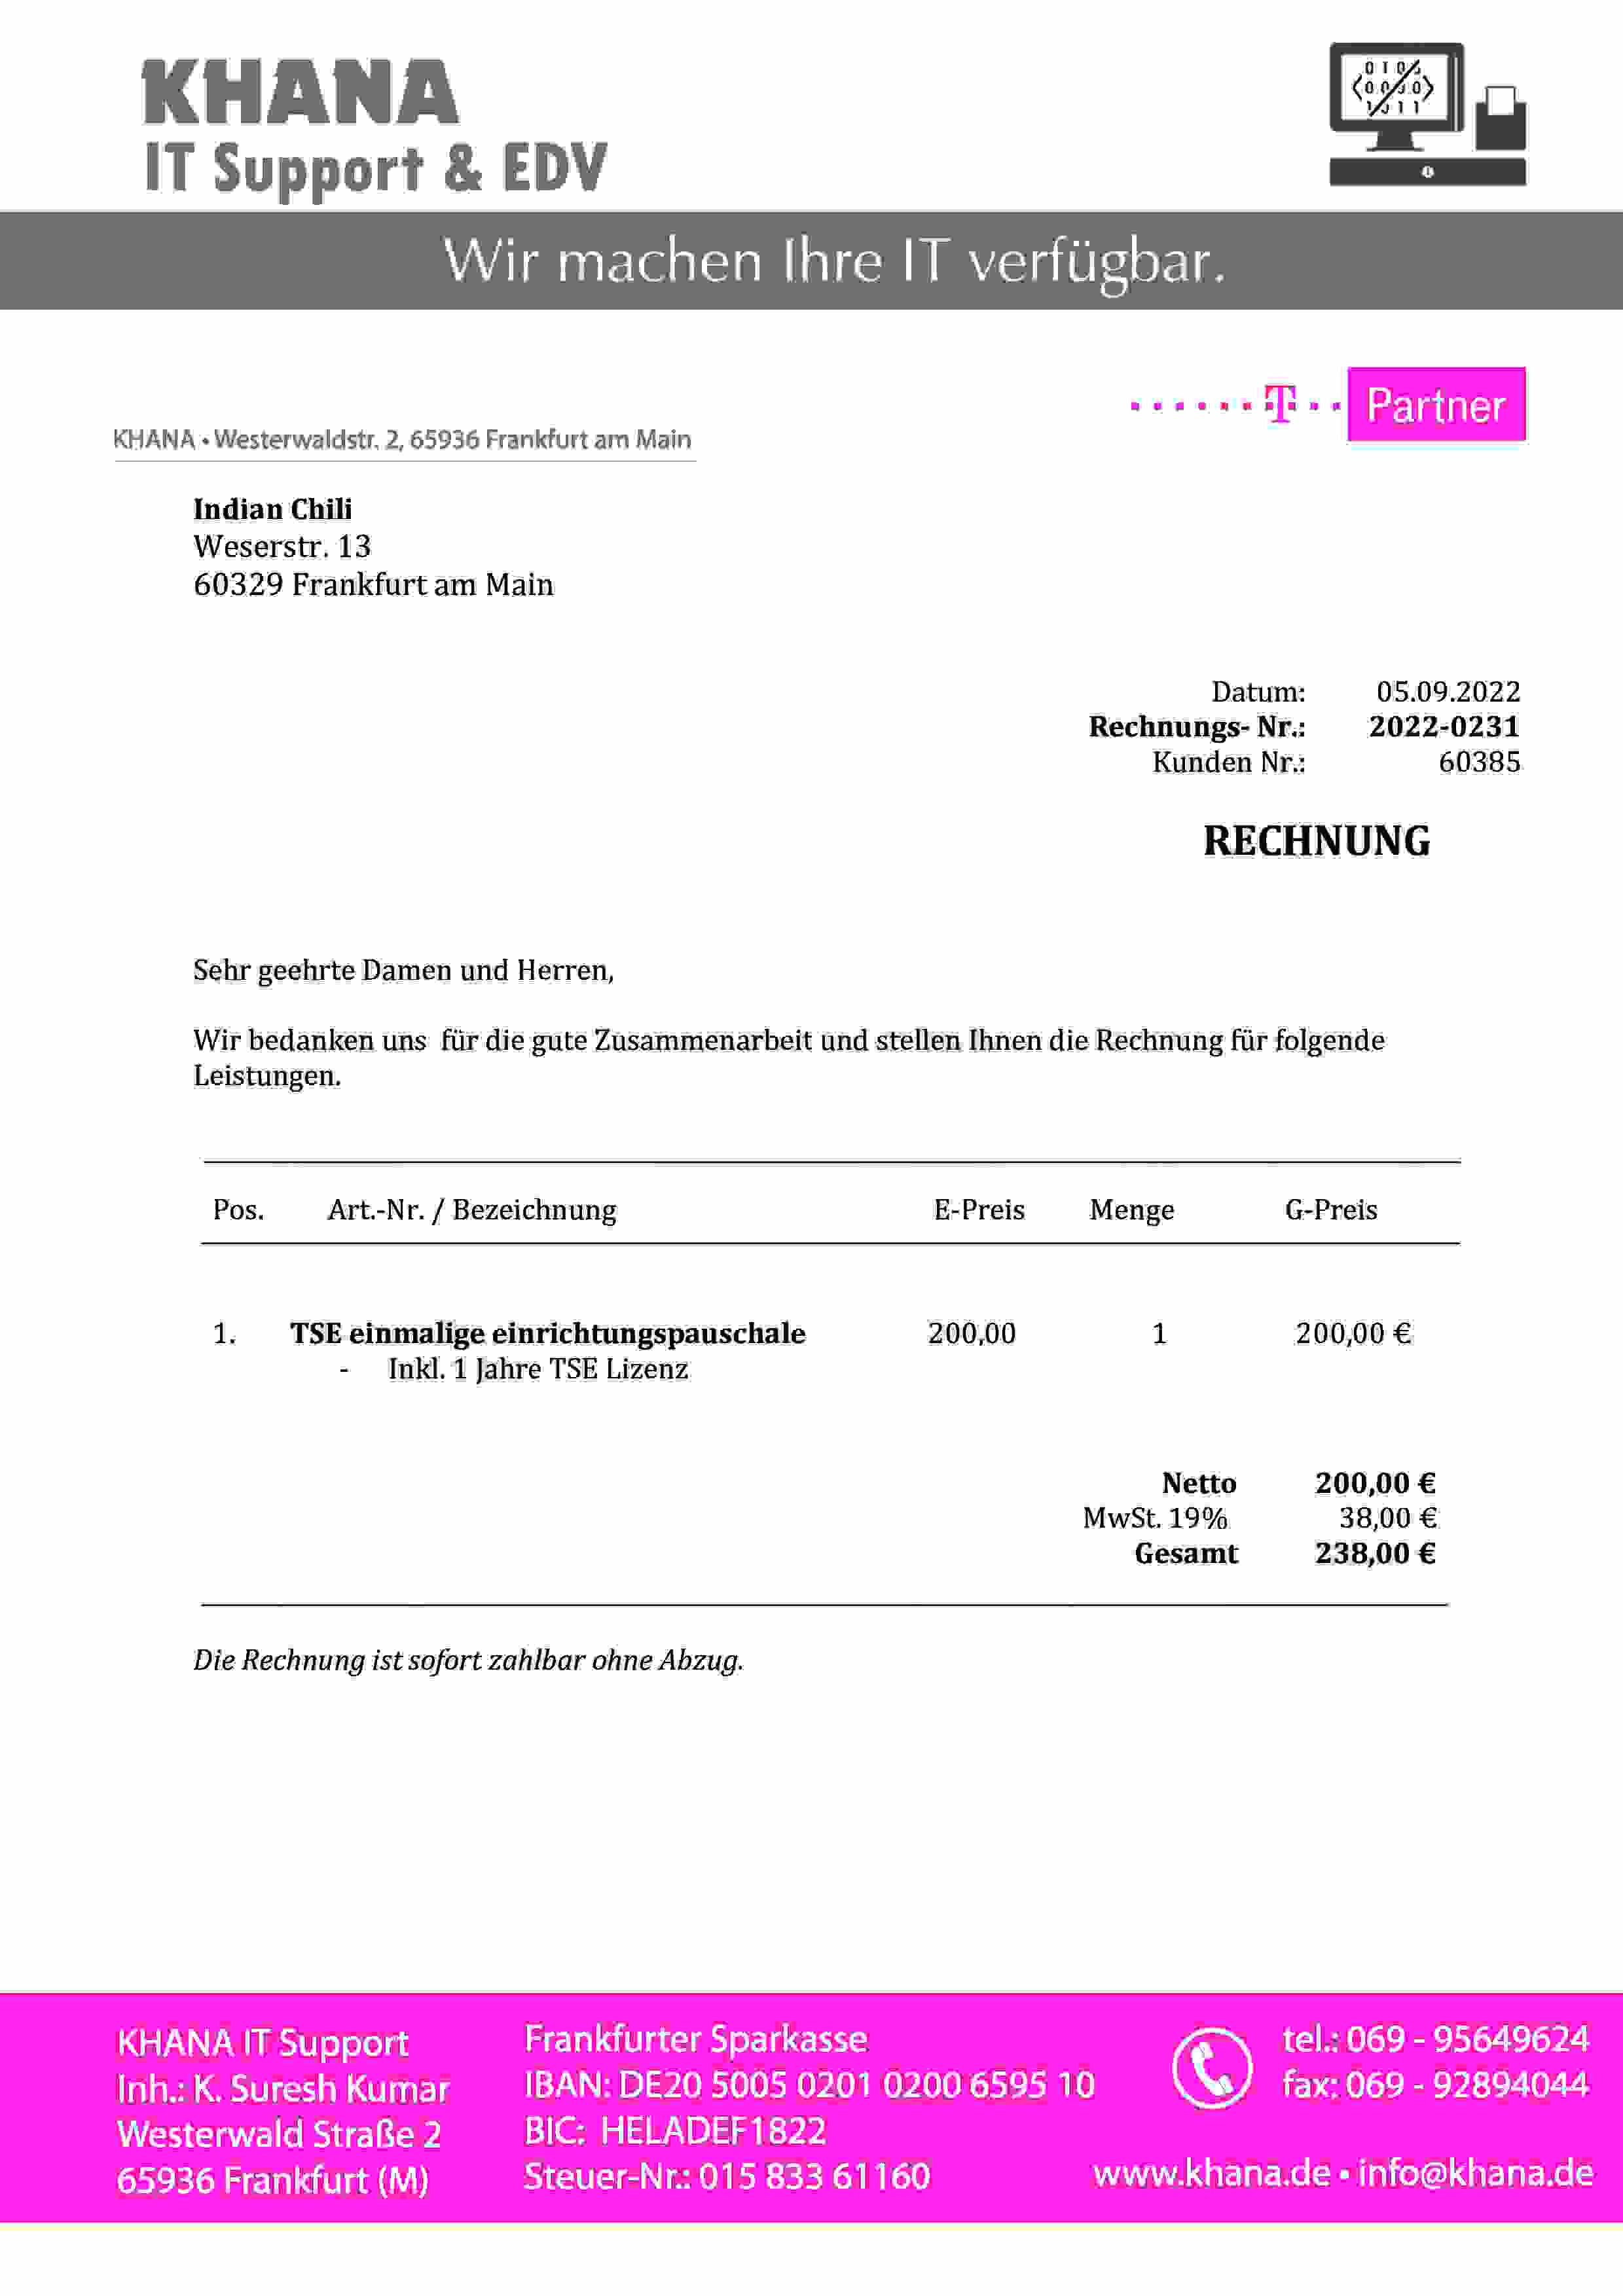 KHANA
IT Support & EDV
Wir machen Ihre IT verfügbar.
T Partner
KHANA • Westerwaldstr. 2, 65936 Frankfurt am Main
Indian Chili
Weserstr. 13
60329 Frankfurt am Main
Datum: 05.09.2022
Rechnungs- Nr.: 2022-0231
Kunden Nr.: 60385
RECHNUNG
Sehr geehrte Damen und Herren,
Wir bedanken uns für die gute Zusammenarbeit und stellen Ihnen die Rechnung für folgende
Leistungen.
Pos. Art.-Nr. / Bezeichnung E-Preis Menge G-Preis
1. TSE einmalige einrichtungspauschale 200,00 1 200,00 €
- Inkl. 1 Jahre TSE Lizenz
Netto 200,00 €
MwSt. 19% 38,00 €
Gesamt 238,00 €
Die Rechnung ist sofort zahlbar ohne Abzug.
KHANA IT Support
Inh.: K. Suresh Kumar
Westerwald Straße 2
65936 Frankfurt (M)
Frankfurter Sparkasse
IBAN: DE20 5005 0201 0200 6595 10
BIC: HELADEF1822
Steuer-Nr.: 015 833 61160
tel.: 069 - 95649624
fax: 069 - 92894044
www.khana.de • info@khana.de